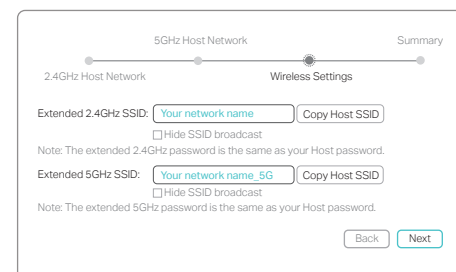 5GHz Host Network Summary
2.4GHz Host Network Wireless Settings
Extended 2.4GHz SSID: Your network name Copy Host SSID
Hide SSID broadcast
Note: The extended 2.4GHz password is the same as your Host password.
Extended 5GHz SSID: Your network name_5G Copy Host SSID
Hide SSID broadcast
Note: The extended 5GHz password is the same as your Host password.
Back Next